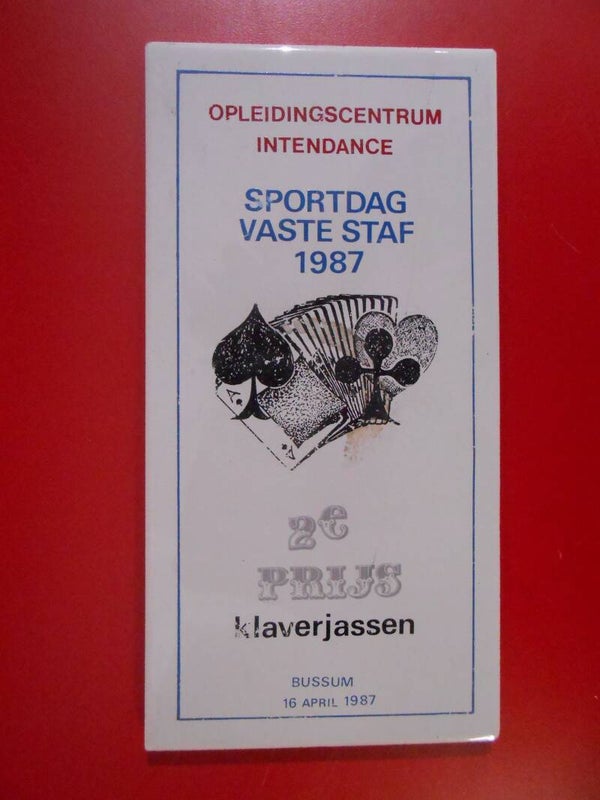 OPLEIDINGSCENTRUM
INTENDANCE
SPORTDAG
VASTE STAF
1987
A
A
2e
PRIJS
klaverjassen
BUSSUM
16 APRIL 1987